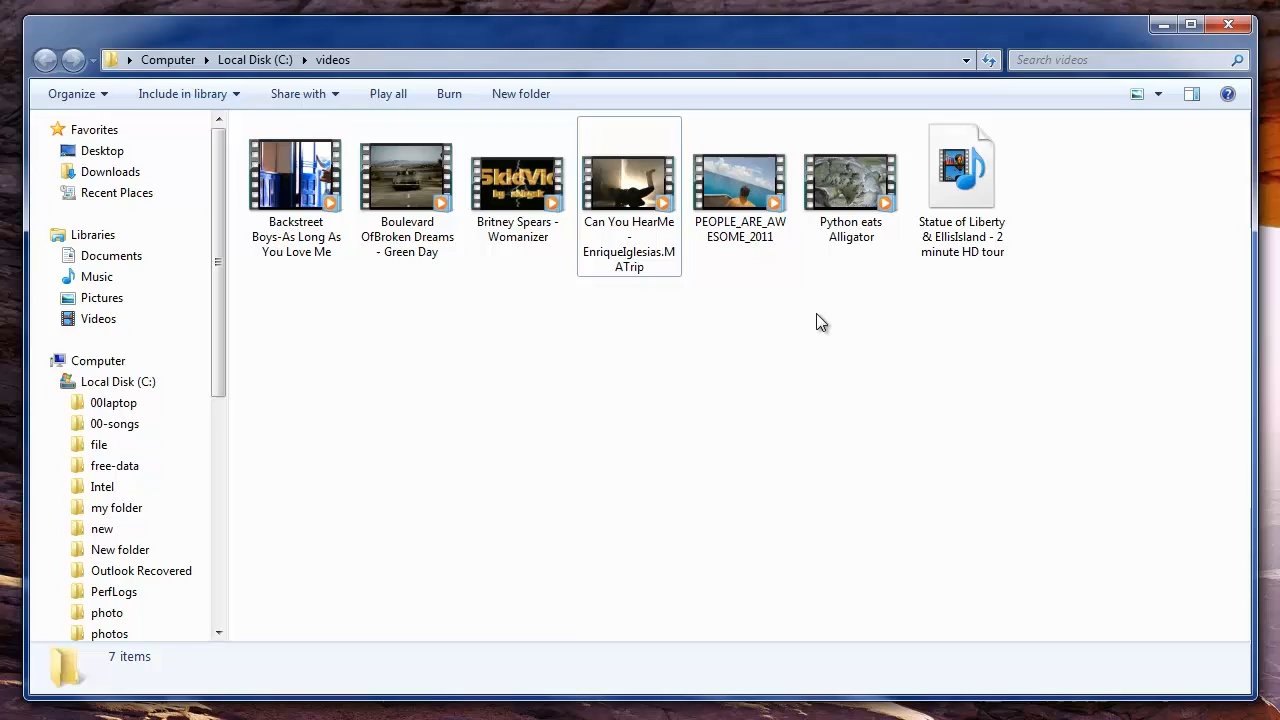 Computer
Local Disk (C:)
videos
Search videos
Organize
Include in library
Share with
Play all
Burn
New folder
Favorites
Desktop
Downloads
Recent Places
Libraries
Documents
Music
Pictures
Videos
Computer
Local Disk (C:)
00laptop
00-songs
file
free-data
Intel
my folder
new
New folder
Outlook Recovered
PerfLogs
photo
photos
Backstreet
Boys-As Long As
You Love Me
Boulevard
OfBroken Dreams
- Green Day
Britney Spears -
Womanizer
Can You HearMe
-
EnriqueIglesias.M
ATrip
PEOPLE_ARE_AW
ESOME_2011
Python eats
Alligator
Statue of Liberty
& EllisIsland - 2
minute HD tour
7 items